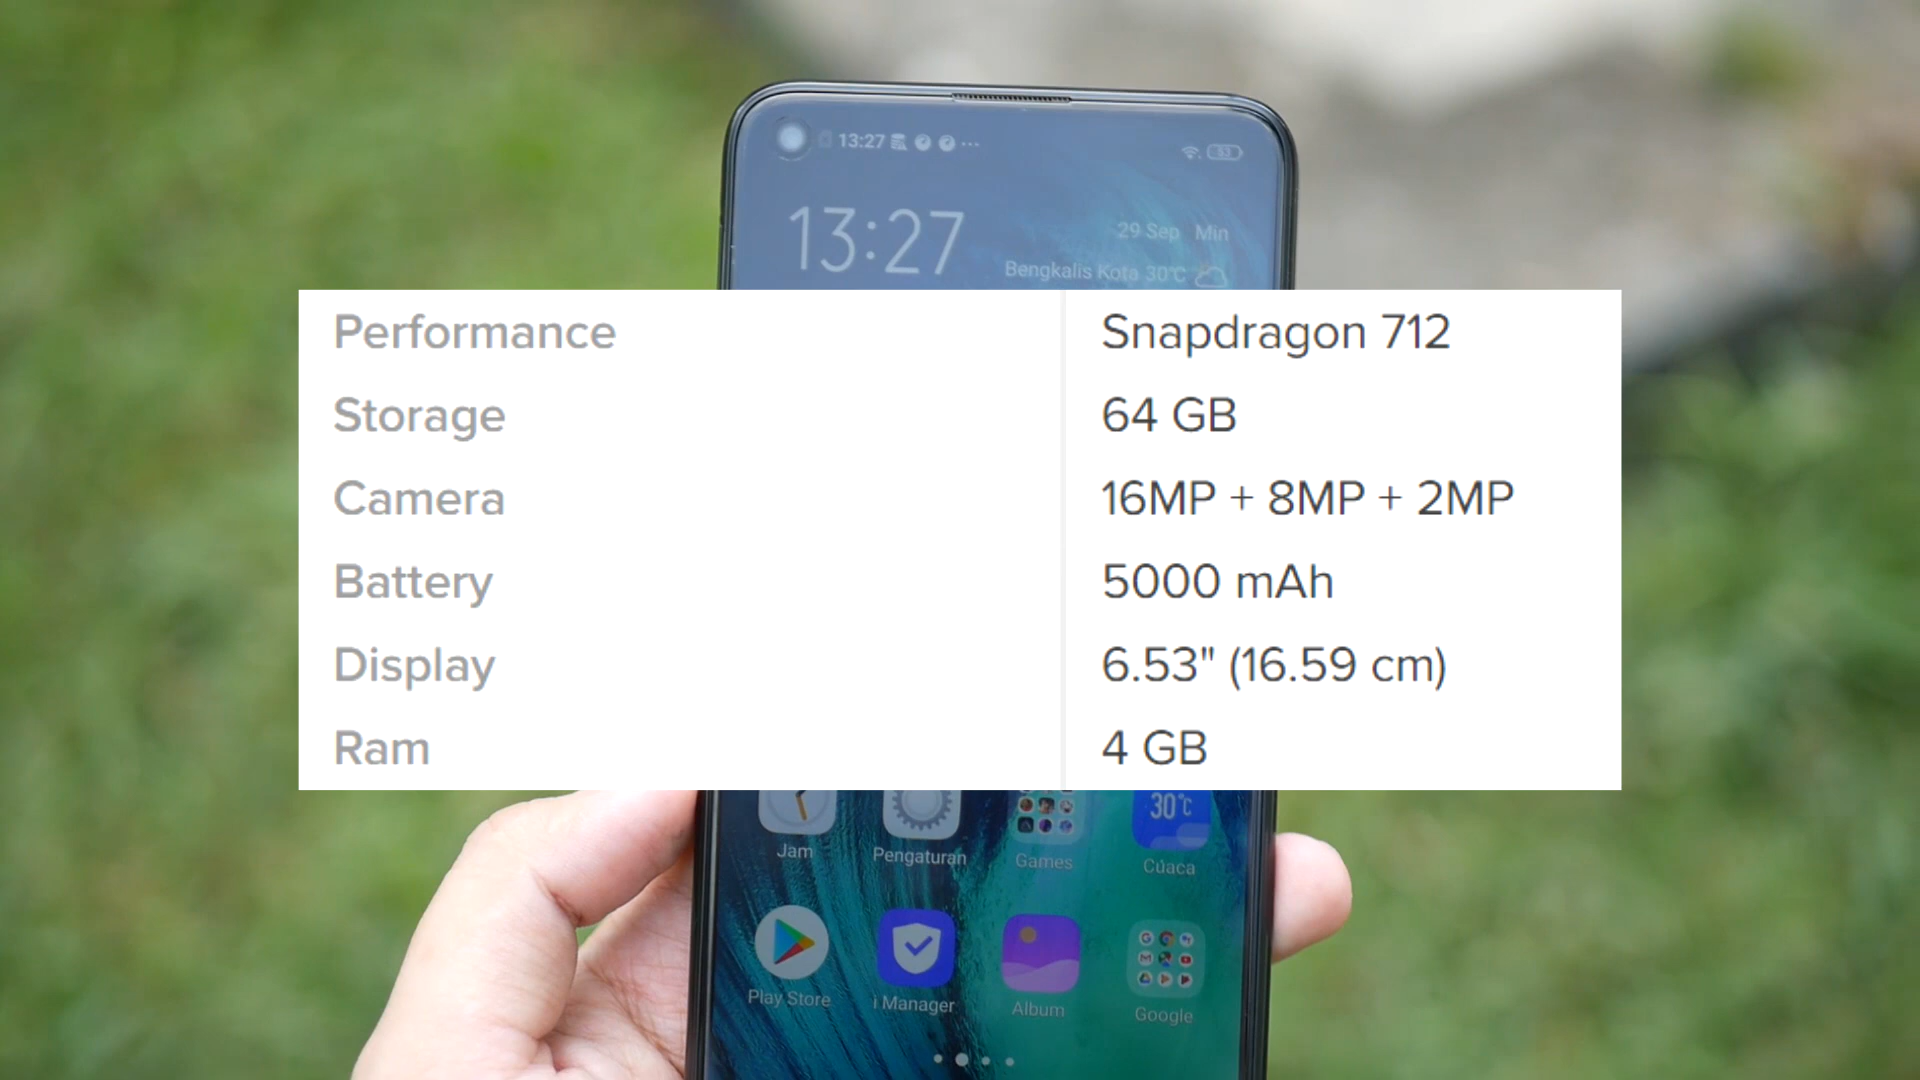 13:27
53
13:27
29 Sep Min
Bengkalis Kota 30°C
Performance Snapdragon 712
Storage 64 GB
Camera 16MP + 8MP + 2MP
Battery 5000 mAh
Display 6.53" (16.59 cm)
Ram 4 GB
30°C
Jam Pengaturan Games Cuaca
Play Store i Manager Album Google